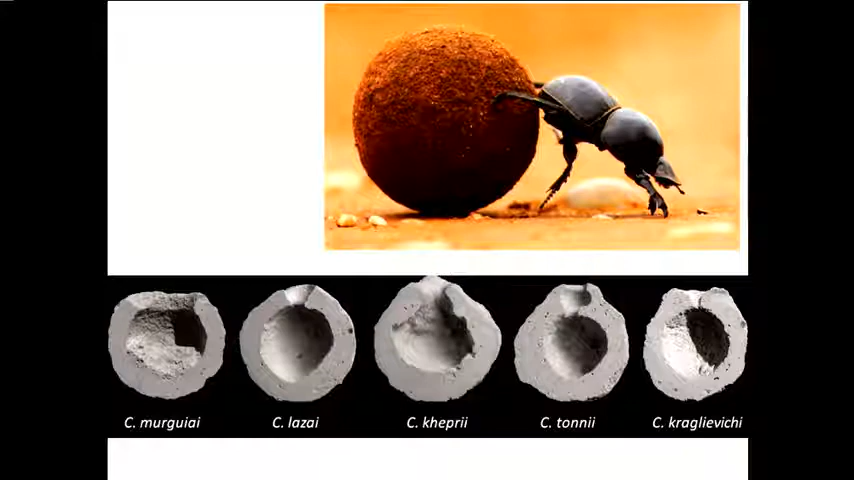 C. murguiai
C. lazai
C. kheprii
C. tonnii
C. kraglievichi